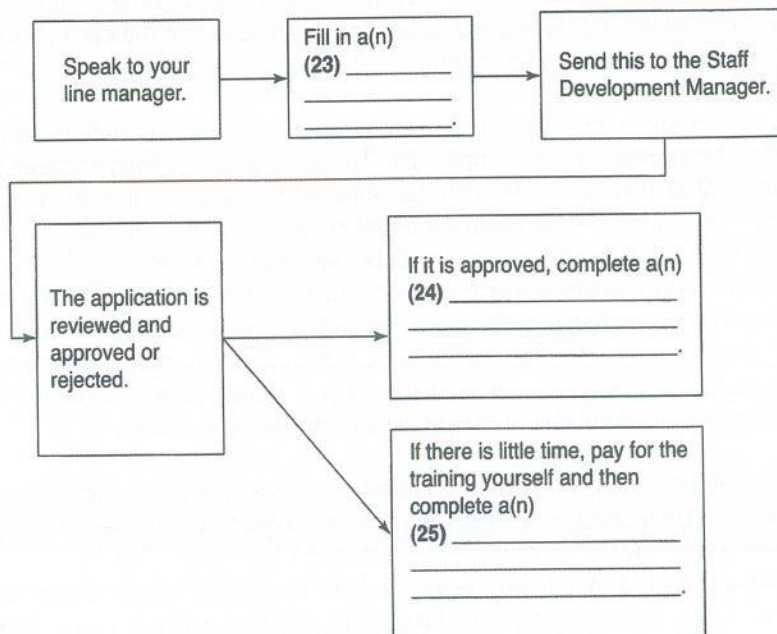 Speak to your
line manager.
Fill in a(n)
(23)
.
Send this to the Staff
Development Manager.
The application is
reviewed and
approved or
rejected.
If it is approved, complete a(n)
(24)
.
If there is little time, pay for the
training yourself and then
complete a(n)
(25)
.